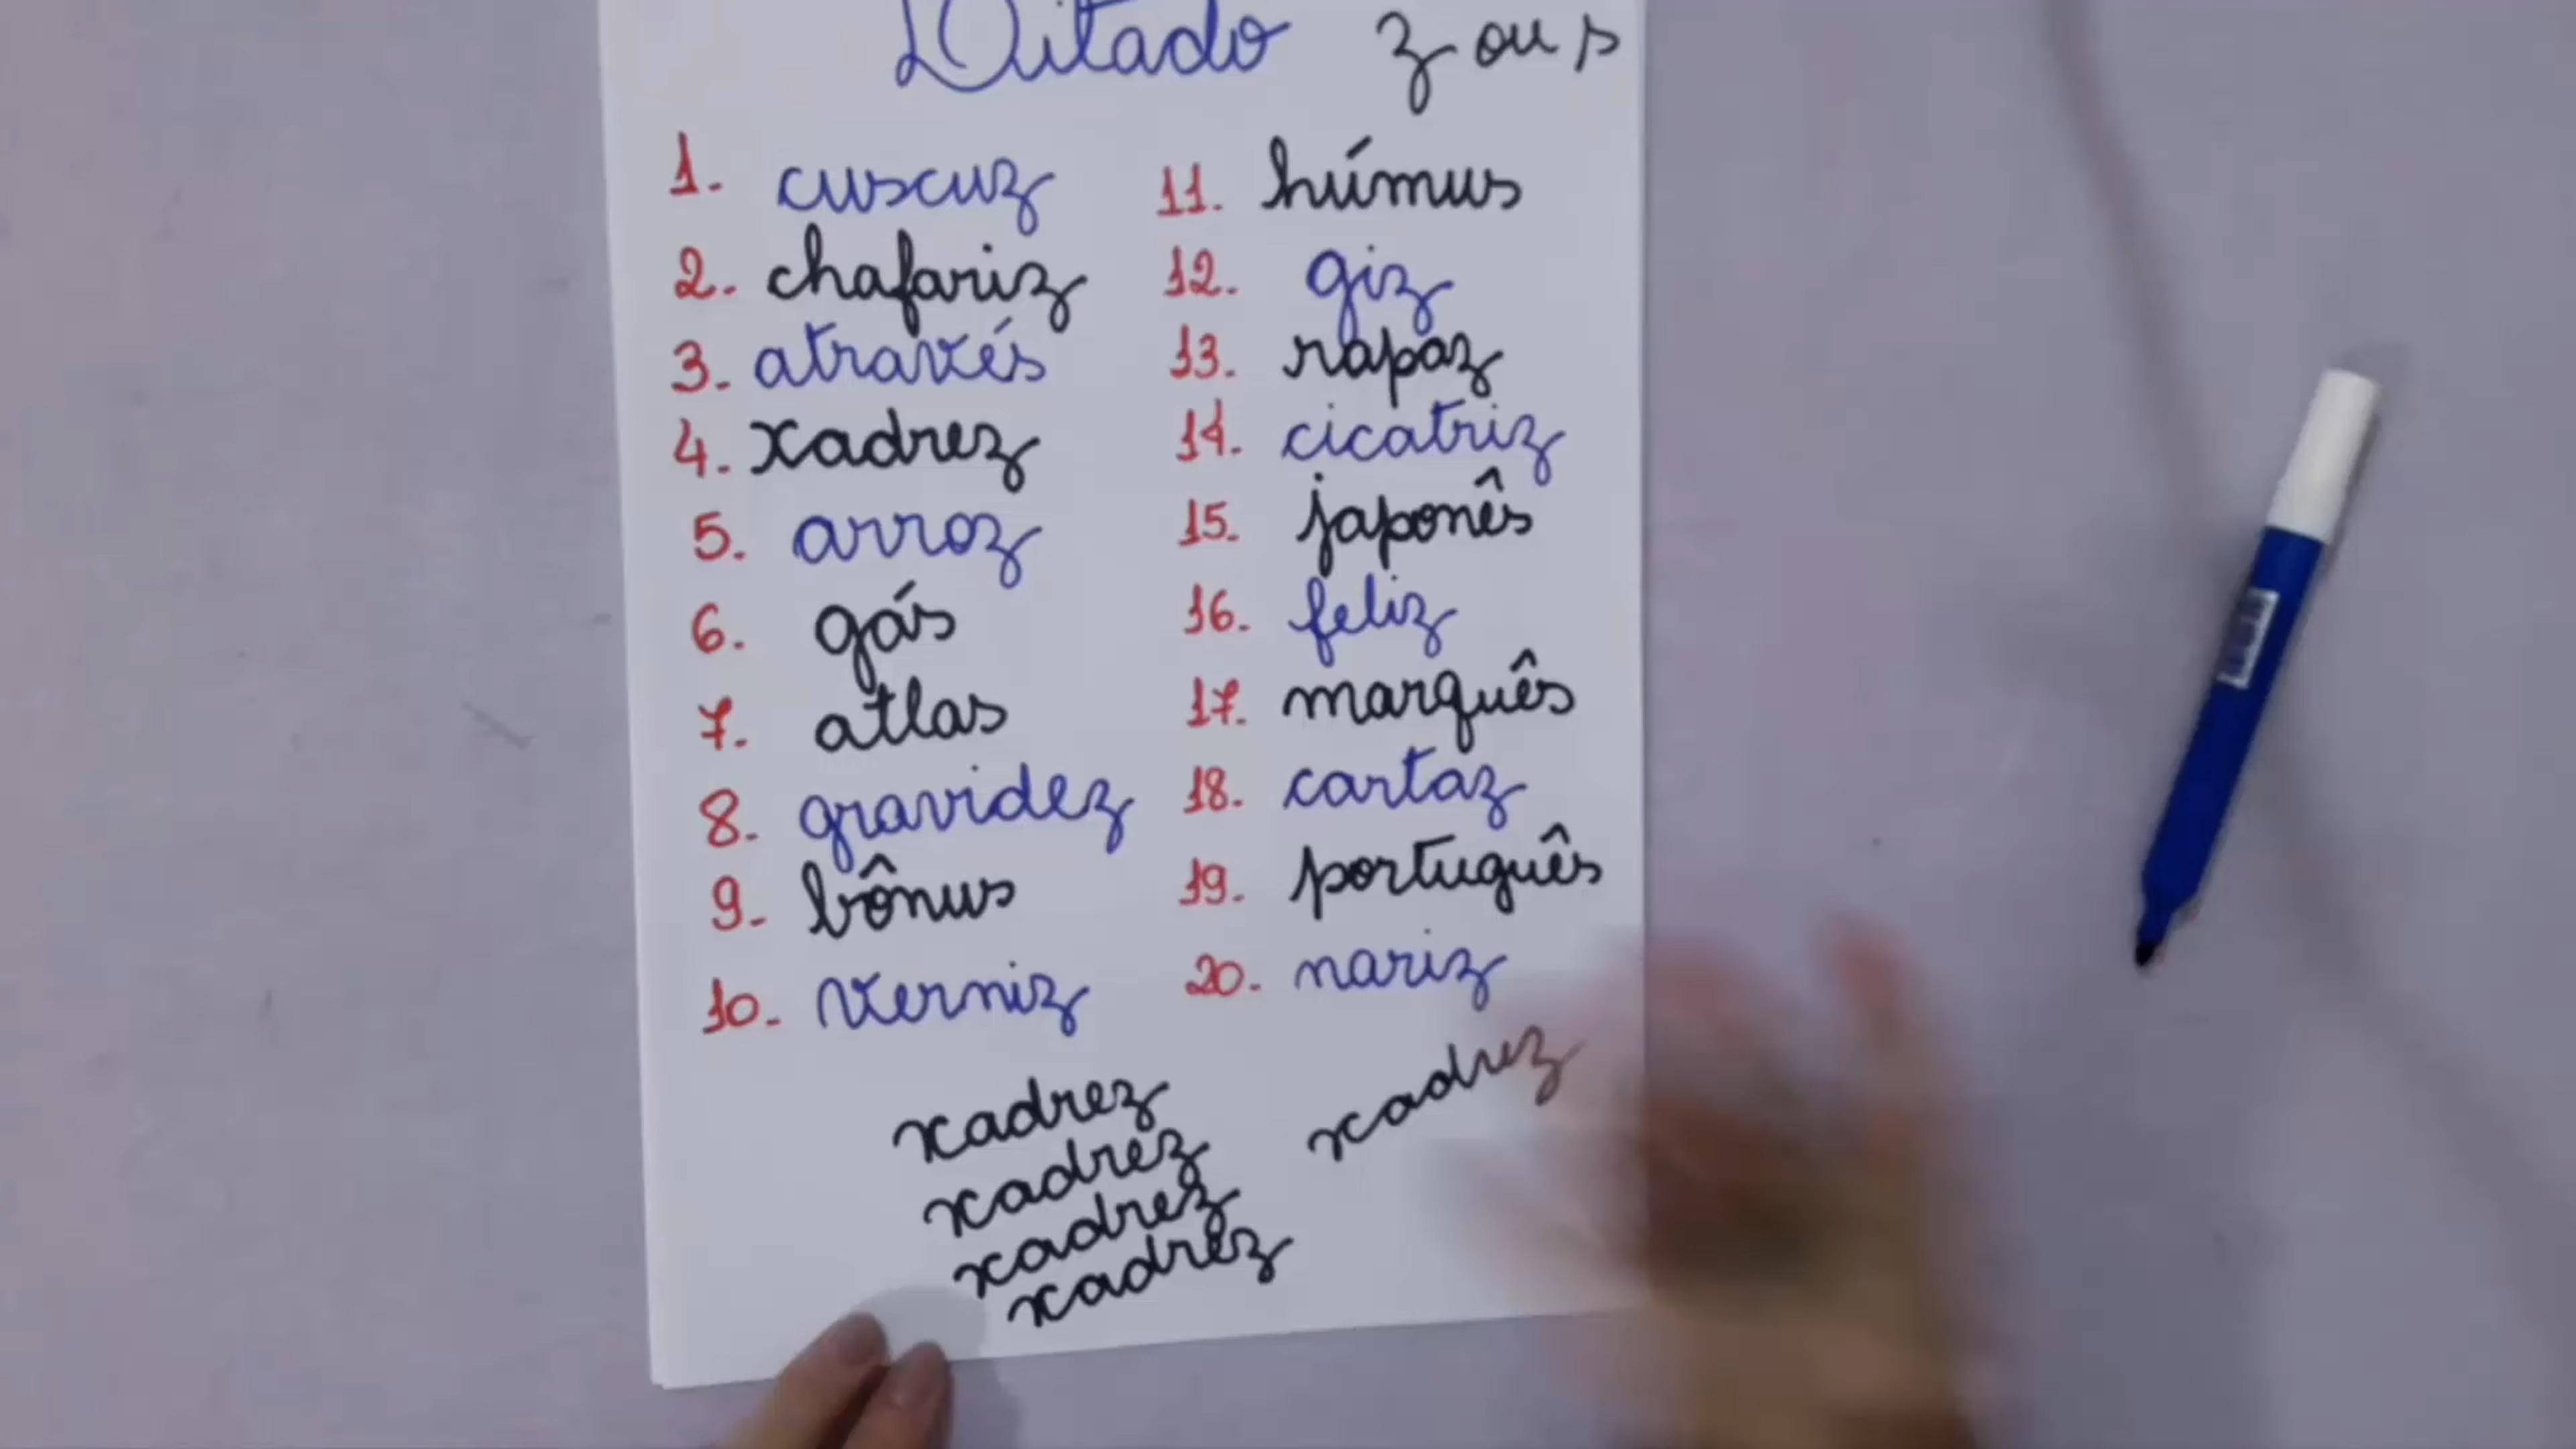 Ditado z ou s
1. cuscuz
2. chafariz
3. através
4. xadrez
5. arroz
6. gás
7. atlas
8. gravidez
9. bônus
10. verniz
11. húmus
12. giz
13. rapaz
14. cicatriz
15. japonês
16. feliz
17. marquês
18. cartaz
19. português
20. nariz
xadrez
xadrez
xadrez
xadrez
xadrez